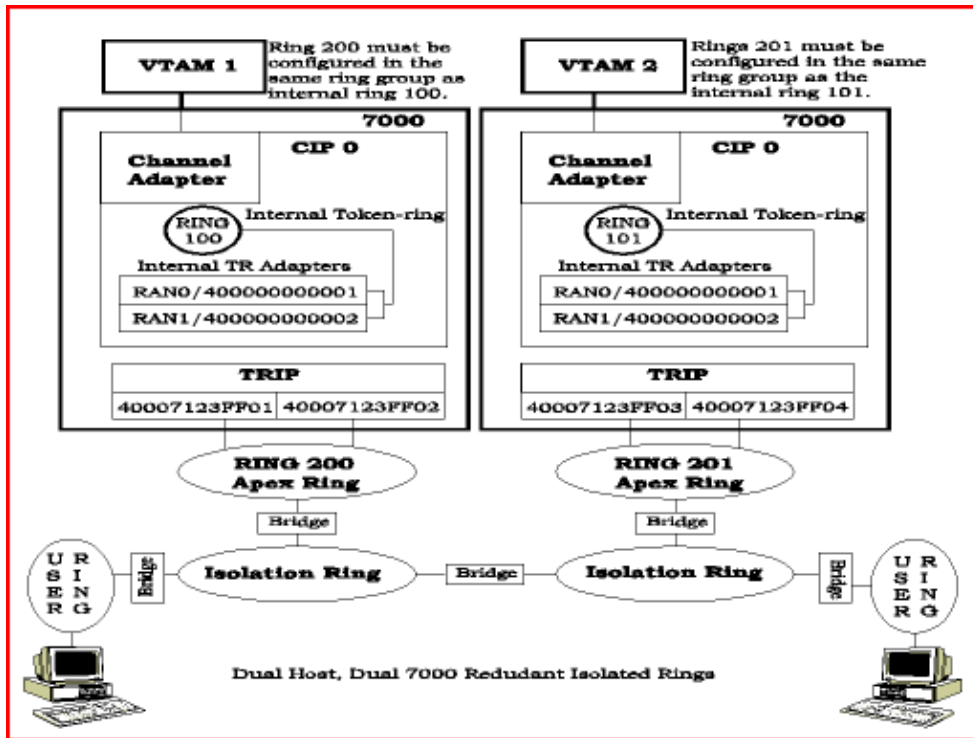 VTAM 1
Ring 200 must be
configured in the
same ring group as
internal ring 100.
VTAM 2
Rings 201 must be
configured in the same
ring group as the
internal ring 101.
7000
CIP 0
Channel
Adapter
Internal Token-ring
RING
100
Internal TR Adapters
RAN0/400000000001
RAN1/400000000002
TRIP
40007123FF01
40007123FF02
7000
CIP 0
Channel
Adapter
Internal Token-ring
RING
101
Internal TR Adapters
RAN0/400000000001
RAN1/400000000002
TRIP
40007123FF03
40007123FF04
RING 200
Apex Ring
RING 201
Apex Ring
Bridge
Bridge
USER RING
Bridge
Isolation Ring
Bridge
Isolation Ring
Bridge
USER RING
Dual Host, Dual 7000 Redudant Isolated Rings